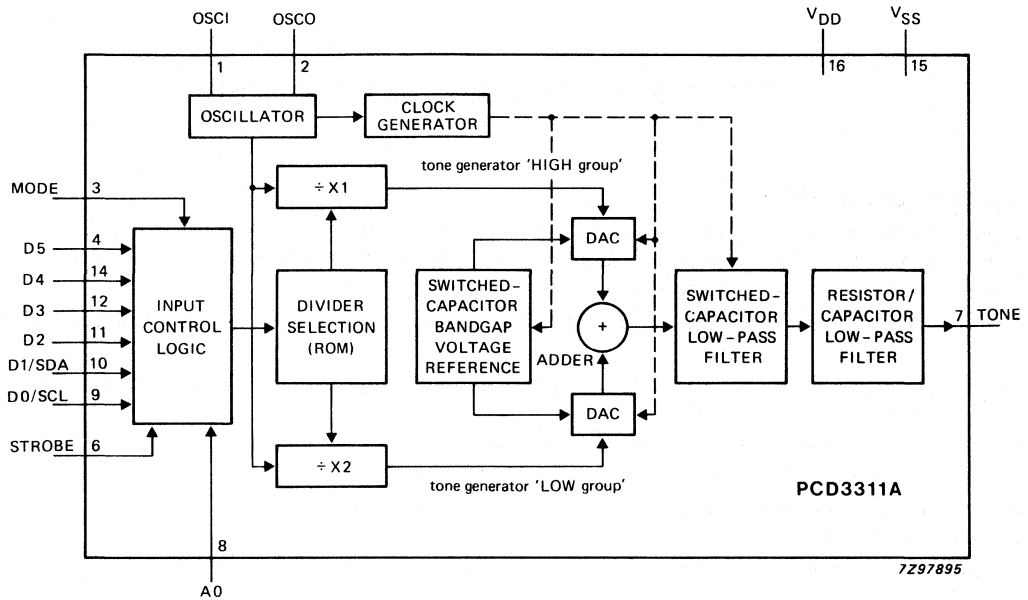 OSCI
OSCO
VDD
VSS
1
2
16
15
OSCILLATOR
CLOCK
GENERATOR
tone generator 'HIGH group'
÷ X1
MODE
3
DAC
D5
4
D4
14
D3
12
D2
11
D1/SDA
10
D0/SCL
9
STROBE
6
INPUT
CONTROL
LOGIC
DIVIDER
SELECTION
(ROM)
SWITCHED-
CAPACITOR
BANDGAP
VOLTAGE
REFERENCE
+
ADDER
SWITCHED-
CAPACITOR
LOW-PASS
FILTER
RESISTOR/
CAPACITOR
LOW-PASS
FILTER
7
TONE
DAC
÷ X2
tone generator 'LOW group'
PCD3311A
8
A0
7Z97895